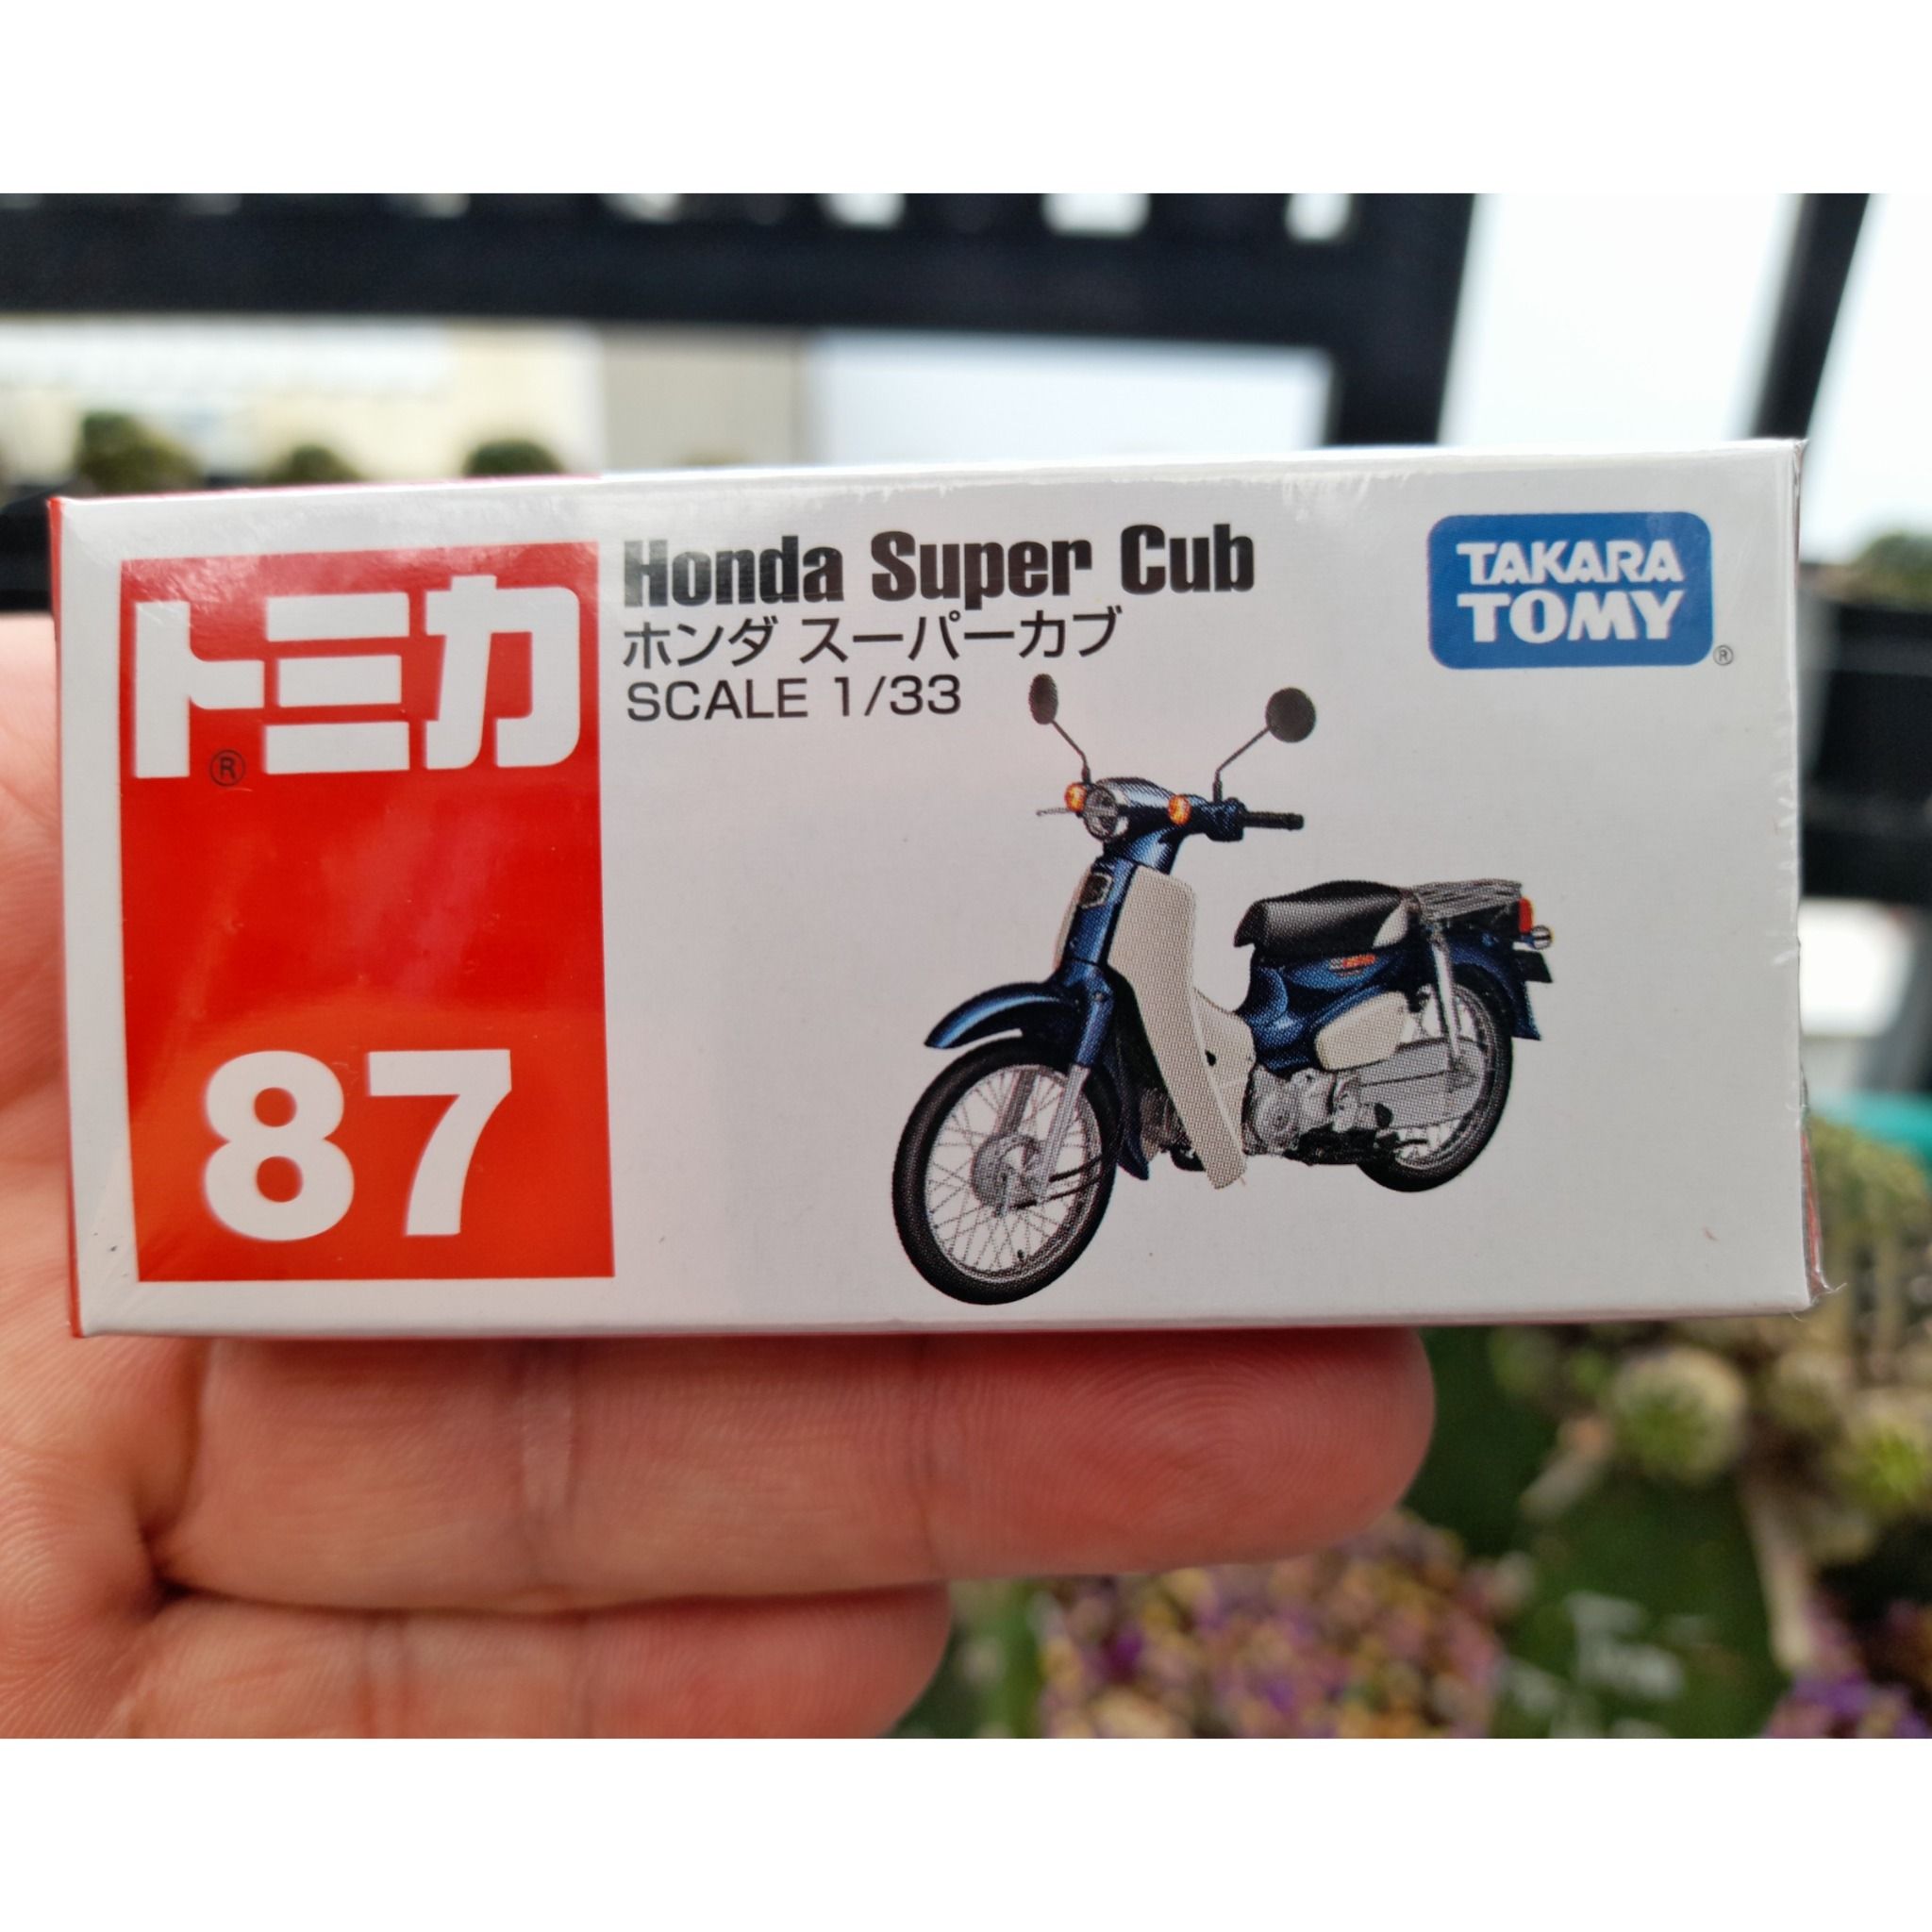 トミカ
®
87
Honda Super Cub
ホンダ スーパーカブ
SCALE 1/33
TAKARA
TOMY
®